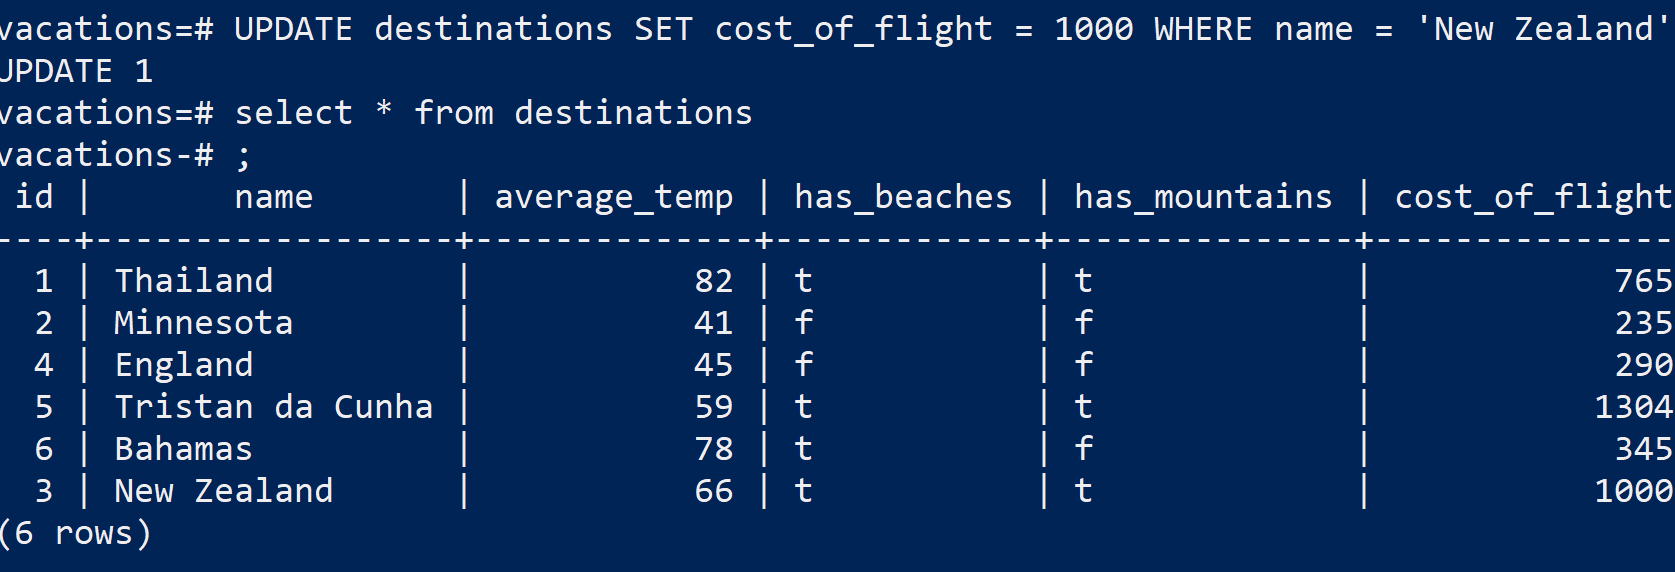 vacations=# UPDATE destinations SET cost_of_flight = 1000 WHERE name = 'New Zealand'
UPDATE 1
vacations=# select * from destinations
vacations-# ;
 id |       name       | average_temp | has_beaches | has_mountains | cost_of_flight
----+------------------+--------------+-------------+---------------+---------------
  1 | Thailand         |           82 | t           | t             |            765
  2 | Minnesota        |           41 | f           | f             |            235
  4 | England          |           45 | f           | f             |            290
  5 | Tristan da Cunha |           59 | t           | t             |           1304
  6 | Bahamas          |           78 | t           | f             |            345
  3 | New Zealand      |           66 | t           | t             |           1000
(6 rows)